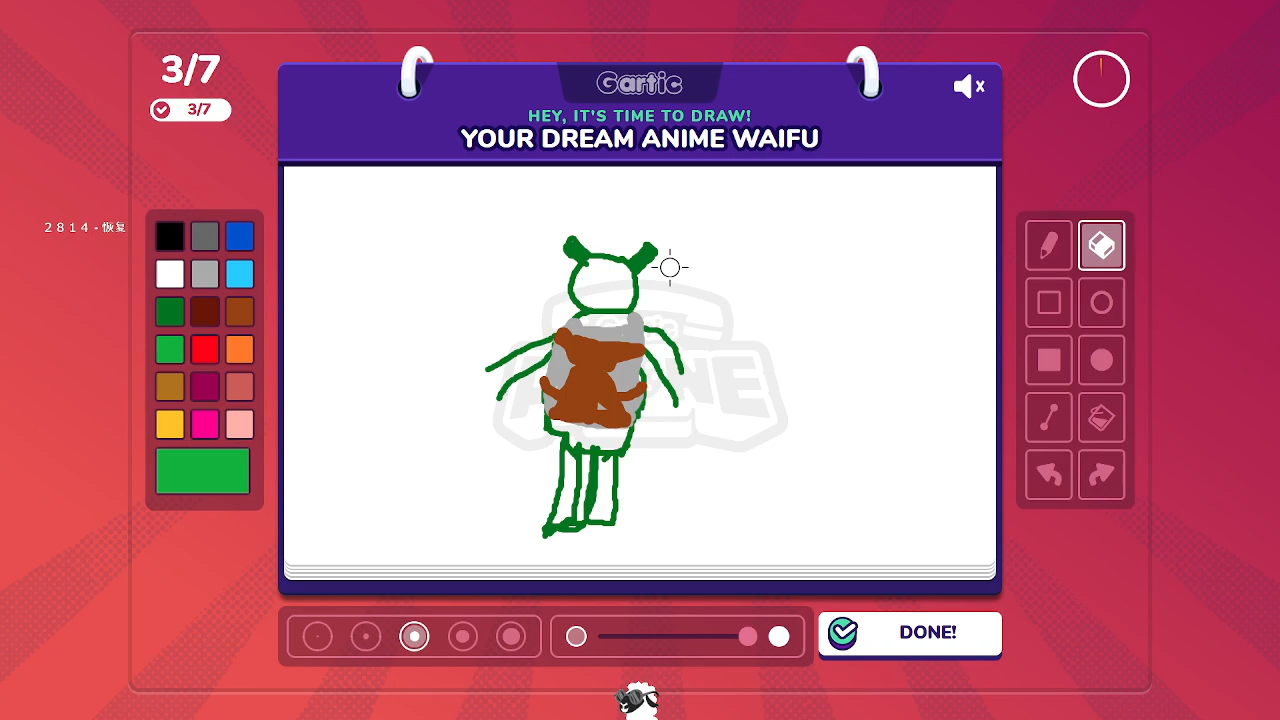 3/7
3/7
Gartic
HEY, IT'S TIME TO DRAW!
YOUR DREAM ANIME WAIFU
2814-恢复
DONE!